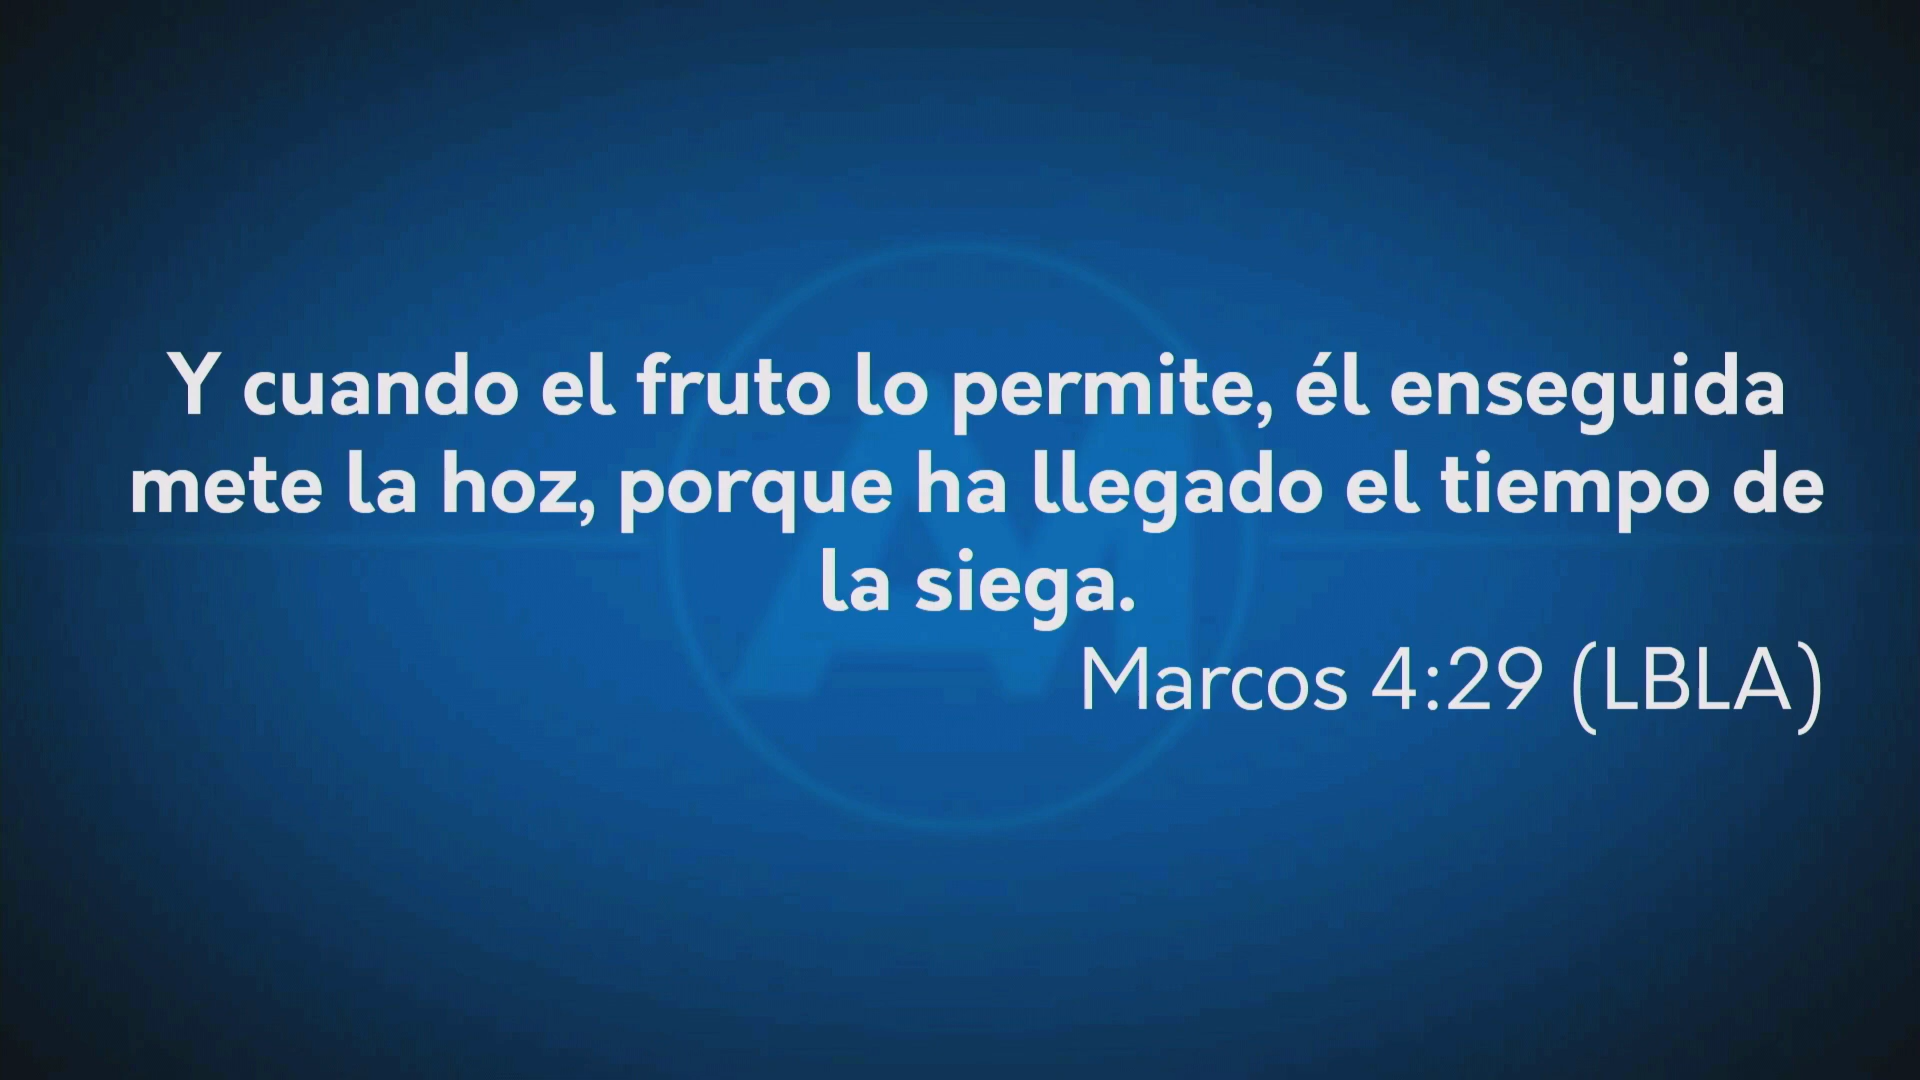 Y cuando el fruto lo permite, él enseguida
mete la hoz, porque ha llegado el tiempo de
la siega.
Marcos 4:29 (LBLA)
AM